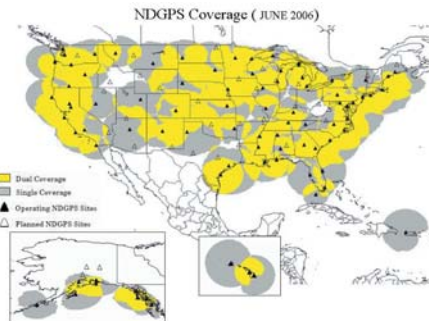 NDGPS Coverage ( JUNE 2006)
Dual Coverage
Single Coverage
Operating NDGPS Sites
Planned NDGPS Sites